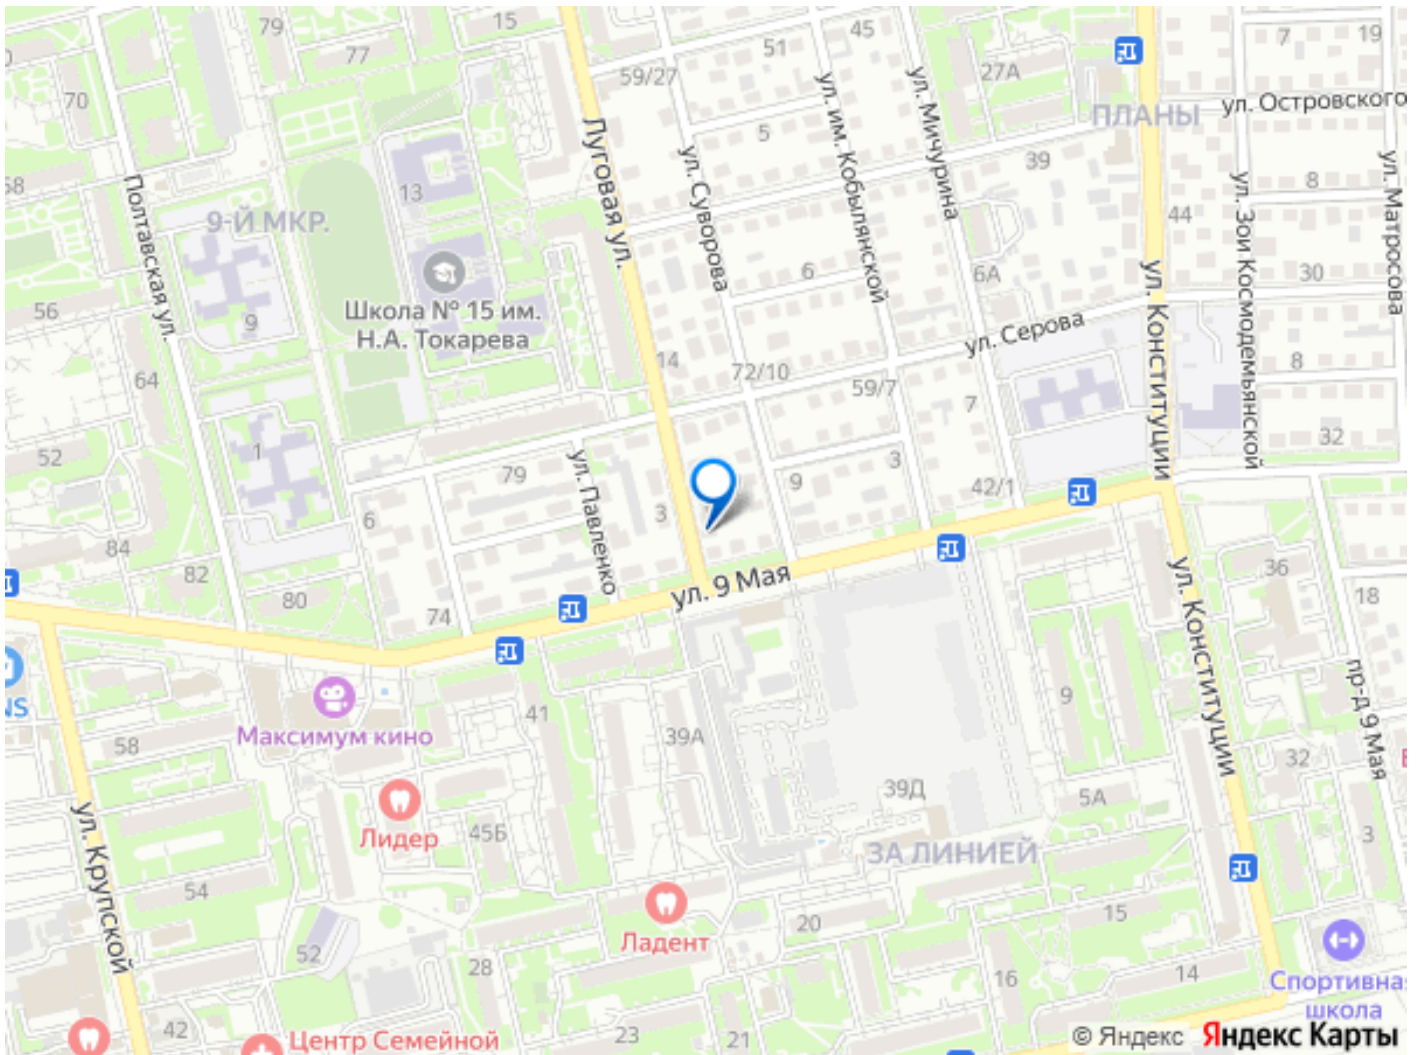 79
15
45
77
51
27А
7
19
59/27
70
ул. Островского
ПЛАНЫ
5
Луговая ул.
ул. Суворова
ул. им. Кобылянской
ул. Мичурина
39
ул. Матросова
8
ул. Зои Космодемьянской
Полтавская ул.
13
9-Й МКР.
44
6
6А
30
ул. Конституции
56
9
Школа № 15 им.
Н.А. Токарева
ул. Серова
14
72/10
59/7
8
64
7
32
52
1
79
ул. Павленко
3
9
3
42/1
6
84
82
80
74
ул. 9 Мая
ул. Конституции
36
18
NS
Максимум кино
58
41
39А
9
пр-д 9 Мая
32
39Д
5А
3
ул. Крупской
Лидер
45Б
ЗА ЛИНИЕЙ
54
Ладент
20
15
52
28
16
14
Спортивная
школа
42
Центр Семейной
23
21
© Яндекс
Яндекс Карты